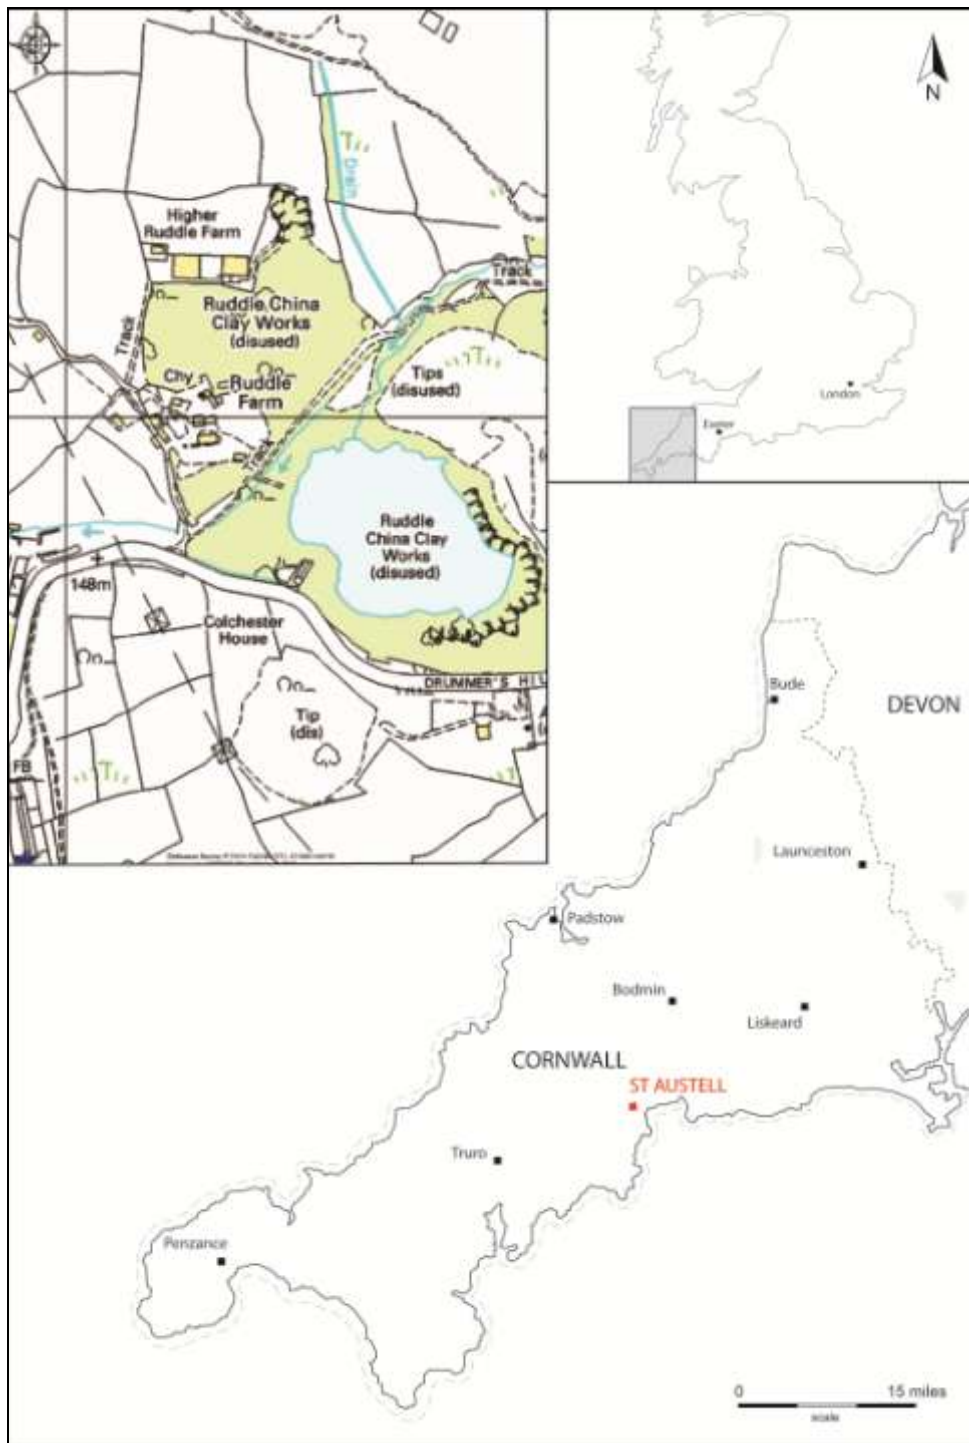 Higher
Ruddle Farm
Drain
Track
Ruddle China
Clay Works
(disused)
Track
Chy
Ruddle
Farm
Tips
(disused)
Track
Ruddle
China Clay
Works
(disused)
148m
Colchester
House
DRUMMER'S HIL
Tip
(dis)
FB
N
London
Exeter
Bude
DEVON
Launceston
Padstow
Bodmin
Liskeard
CORNWALL
ST AUSTELL
Truro
Penzance
0 15 miles
scale